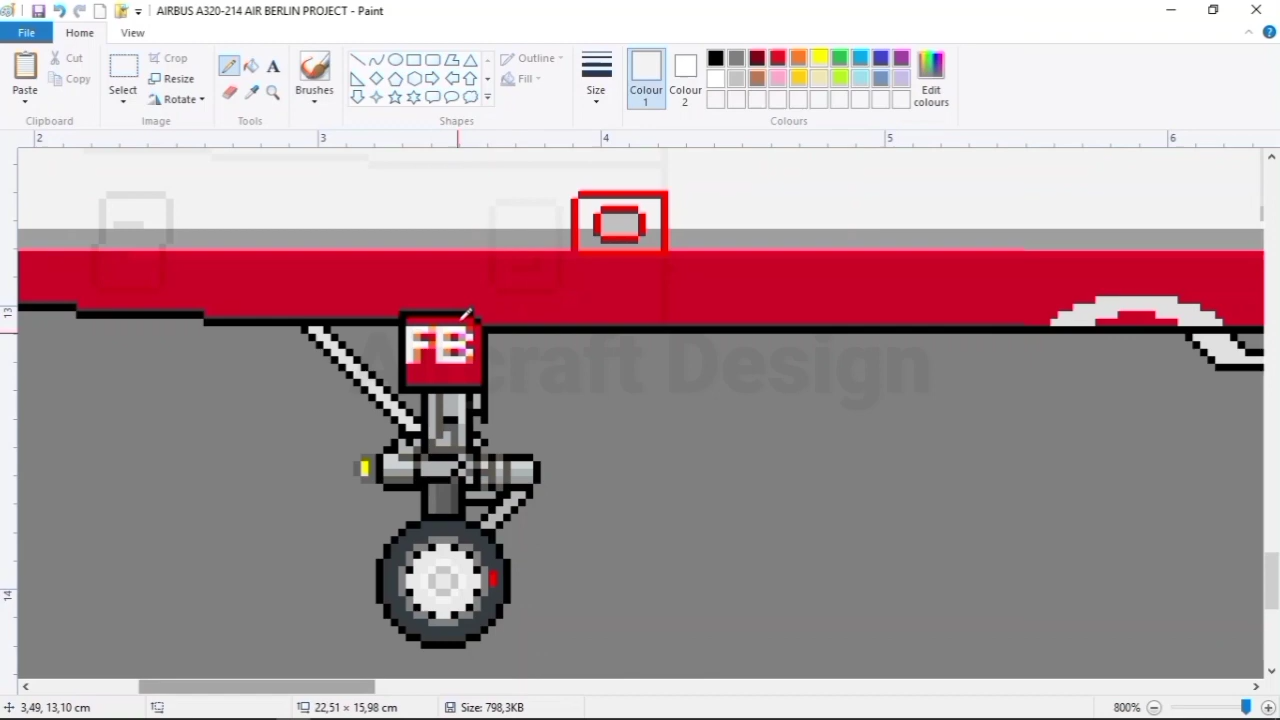 AIRBUS A320-214 AIR BERLIN PROJECT - Paint
File
Home
View
Paste
Cut
Copy
Clipboard
Select
Crop
Resize
Rotate
Image
A
Tools
Brushes
Outline
Fill
Shapes
Size
Colour 1
Colour 2
Edit colours
Colours
2
3
4
5
6
13
14
FB
Aircraft Design
3,49, 13,10 cm
22,51 × 15,98 cm
Size: 798,3KB
800%